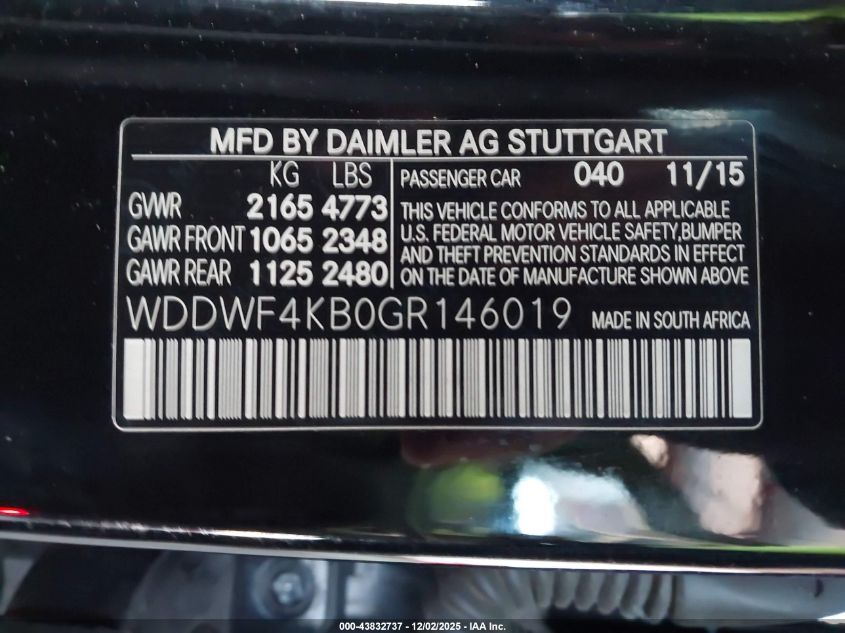 MFD BY DAIMLER AG STUTTGART
KG LBS
GVWR 2165 4773
GAWR FRONT 1065 2348
GAWR REAR 1125 2480
PASSENGER CAR 040 11/15
THIS VEHICLE CONFORMS TO ALL APPLICABLE
U.S. FEDERAL MOTOR VEHICLE SAFETY,BUMPER
AND THEFT PREVENTION STANDARDS IN EFFECT
ON THE DATE OF MANUFACTURE SHOWN ABOVE
WDDWF4KB0GR146019 MADE IN SOUTH AFRICA
000-43832737 - 12/02/2025 - IAA Inc.